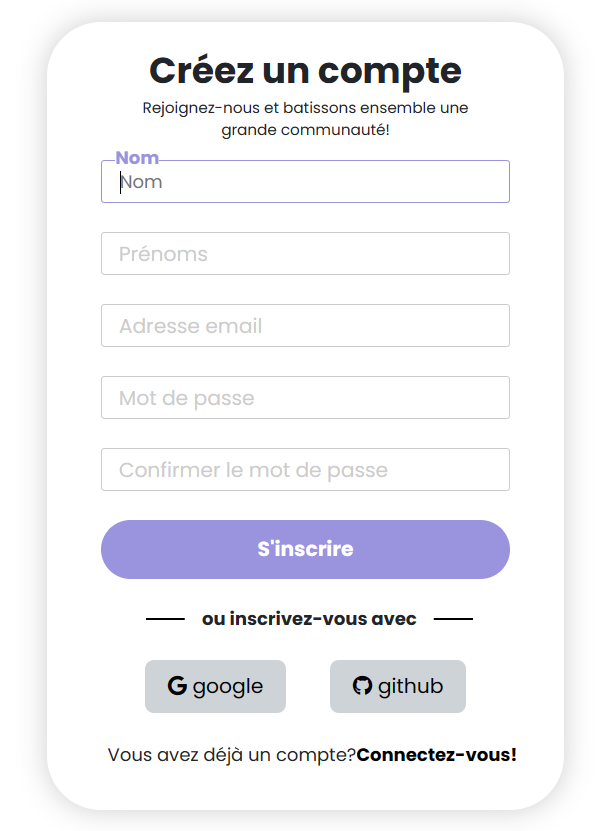 Créez un compte
Rejoignez-nous et batissons ensemble une
grande communauté!
Nom
Nom
Prénoms
Adresse email
Mot de passe
Confirmer le mot de passe
S'inscrire
ou inscrivez-vous avec
google github
Vous avez déjà un compte?Connectez-vous!